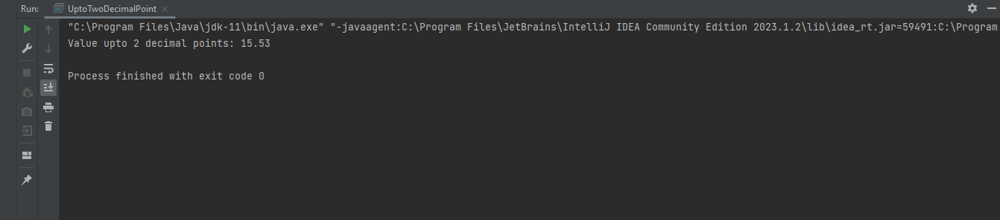 Run: UptoTwoDecimalPoint
"C:\Program Files\Java\jdk-11\bin\java.exe" "-javaagent:C:\Program Files\JetBrains\IntelliJ IDEA Community Edition 2023.1.2\lib\idea_rt.jar=59491:C:\Program
Value upto 2 decimal points: 15.53
Process finished with exit code 0